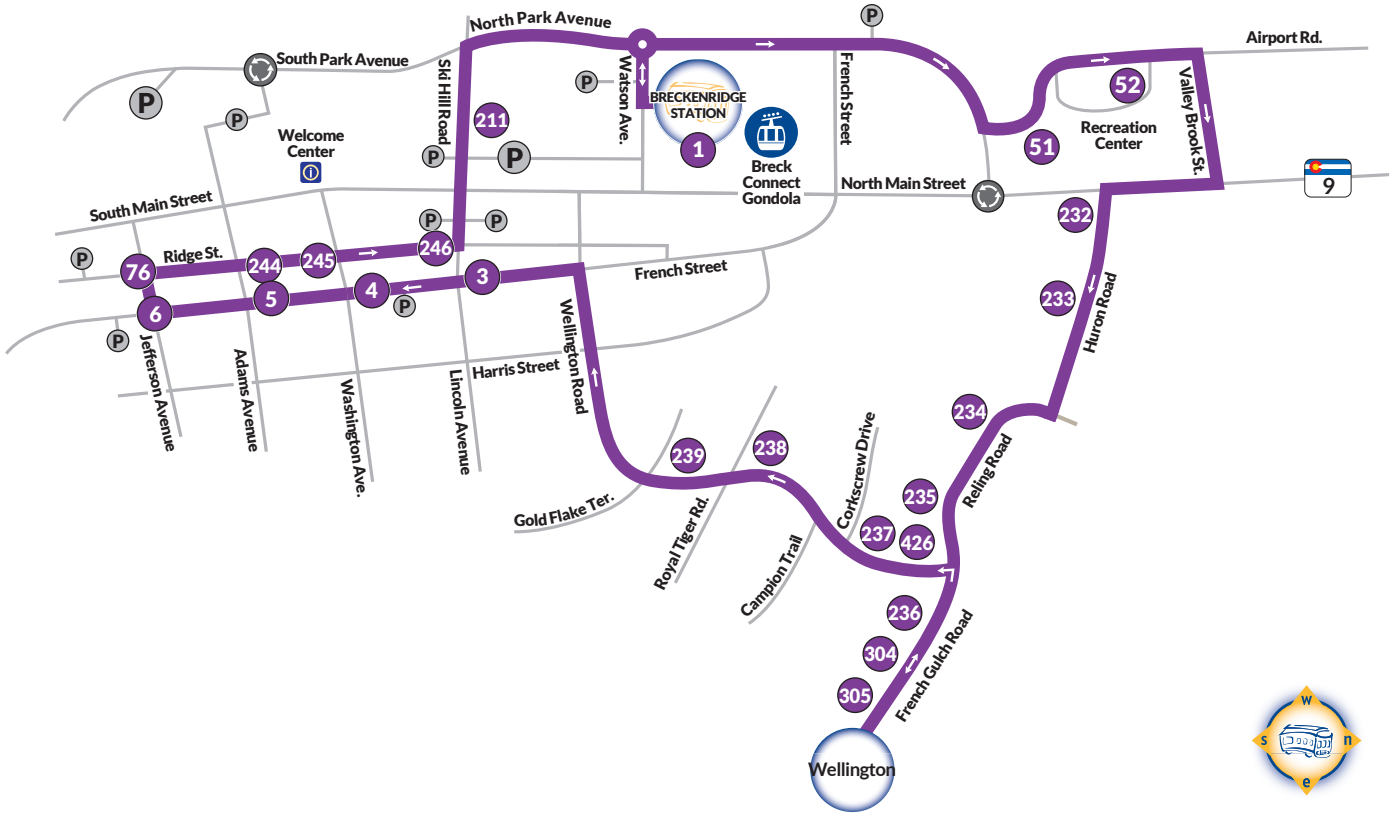 North Park Avenue
P
Airport Rd.
South Park Avenue
P
Ski Hill Road
P
Watson Ave.
BRECKENRIDGE
STATION
1
French Street
52
Valley Brook St.
P
211
Recreation
Center
51
Welcome
Center
i
P
P
Breck
Connect
Gondola
North Main Street
9
South Main Street
P
P
232
P
Ridge St.
76
244
245
246
3
French Street
6
5
4
P
P
233
Huron Road
Jefferson Avenue
Adams Avenue
Washington Ave.
Lincoln Avenue
Harris Street
Wellington Road
234
Reling Road
239
238
Corkscrew Drive
235
Gold Flake Ter.
Royal Tiger Rd.
Campion Trail
237
426
236
304
305
French Gulch Road
Wellington
w
s
n
e